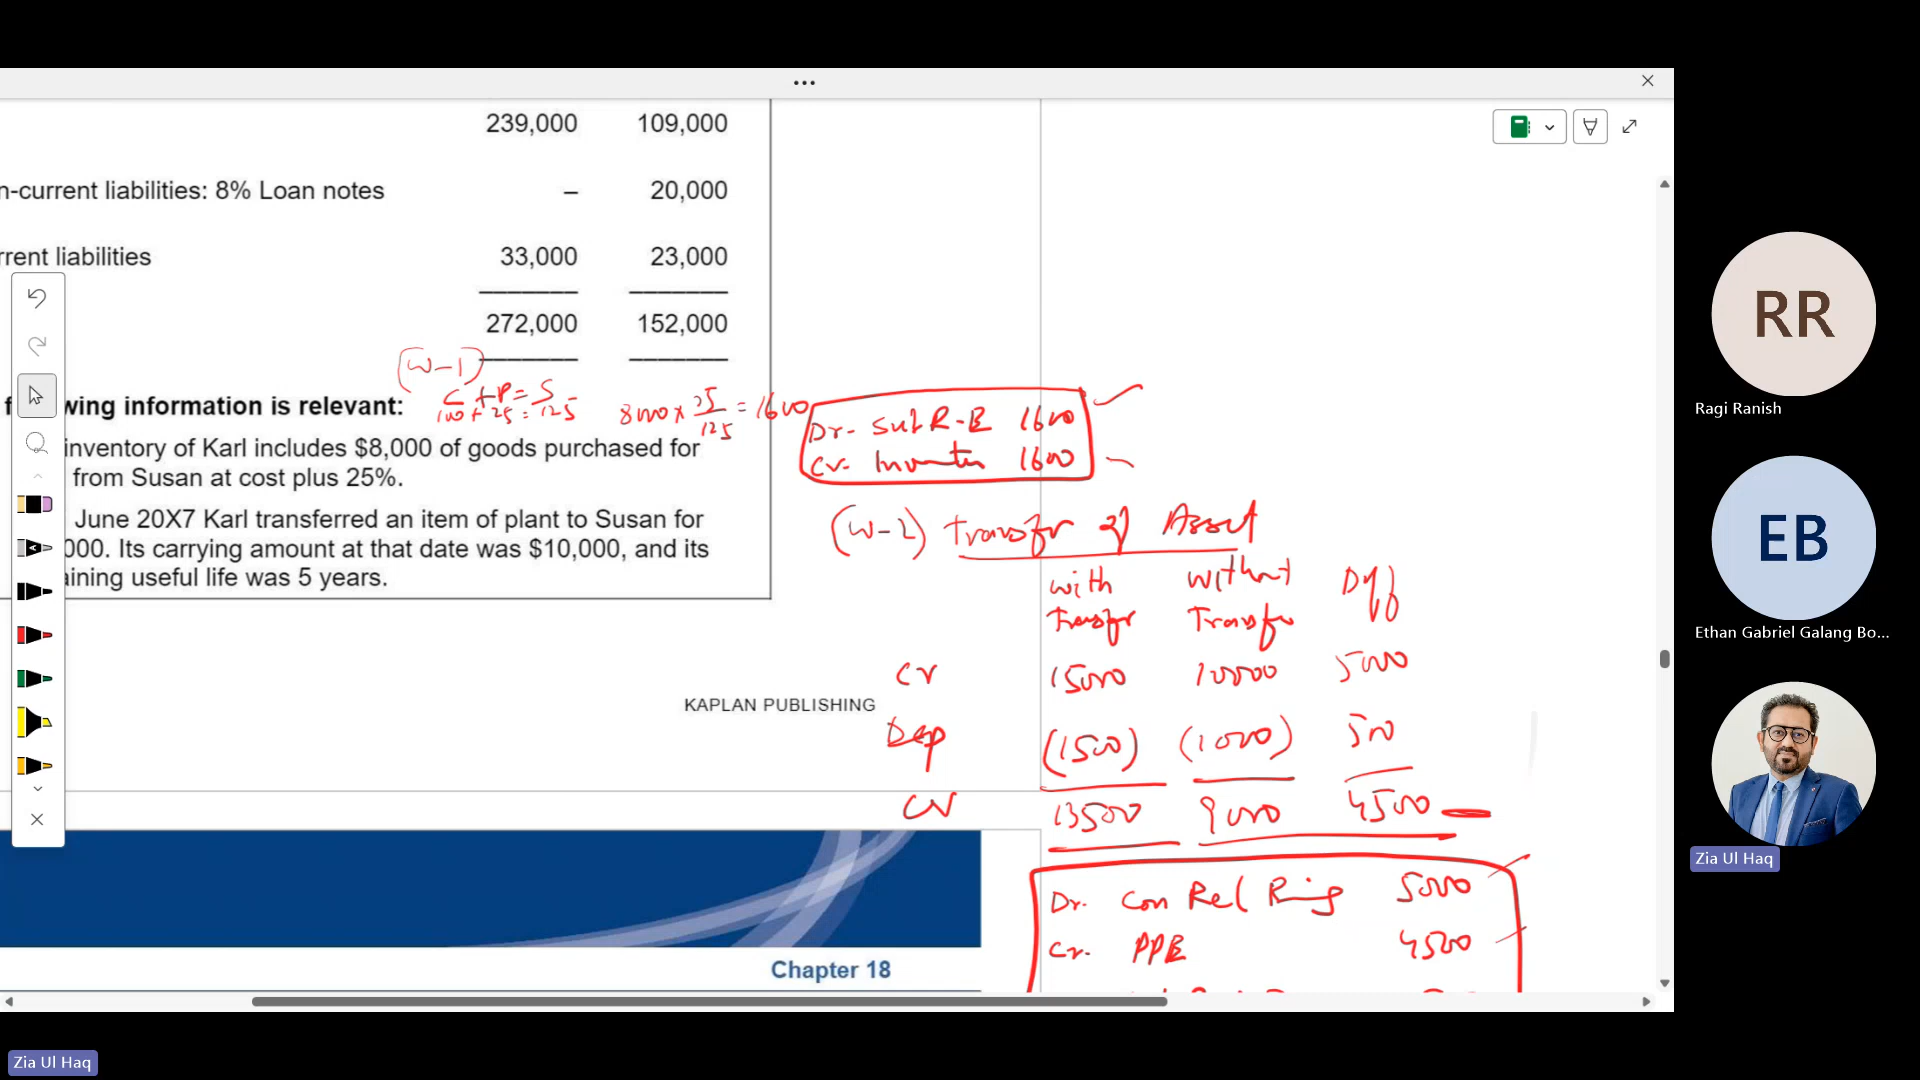 239,000 109,000
n-current liabilities: 8% Loan notes – 20,000
rrent liabilities 33,000 23,000
272,000 152,000
(W-1)
C + P = S
100 + 25 = 125
8000 × 25/125 = 1600
f wing information is relevant:
inventory of Karl includes $8,000 of goods purchased for
from Susan at cost plus 25%.
June 20X7 Karl transferred an item of plant to Susan for
000. Its carrying amount at that date was $10,000, and its
aining useful life was 5 years.
Dr. Sub R.E 1600
Cr. 1600
(W-2) Transfer of Asset
with Transfer without Transfer Diff
15000 10000 5000
Dep (1500) (1000) 500
CV 13500 9000 4500
Dr. Con Ret 5000
Cr. PPE 4500
KAPLAN PUBLISHING
Chapter 18
RR
Ragi Ranish
EB
Ethan Gabriel Galang Bo...
Zia Ul Haq
Zia Ul Haq